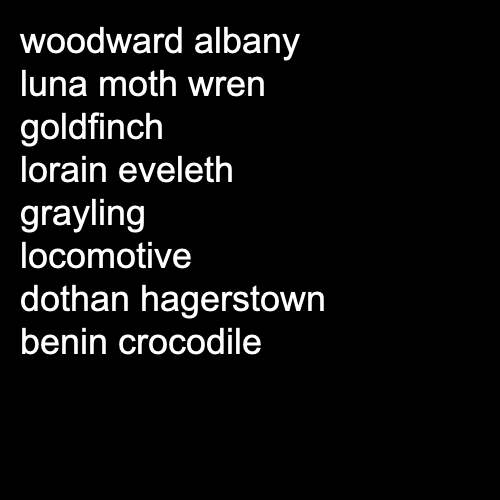 woodward albany
luna moth wren
goldfinch
lorain eveleth
grayling
locomotive
dothan hagerstown
benin crocodile